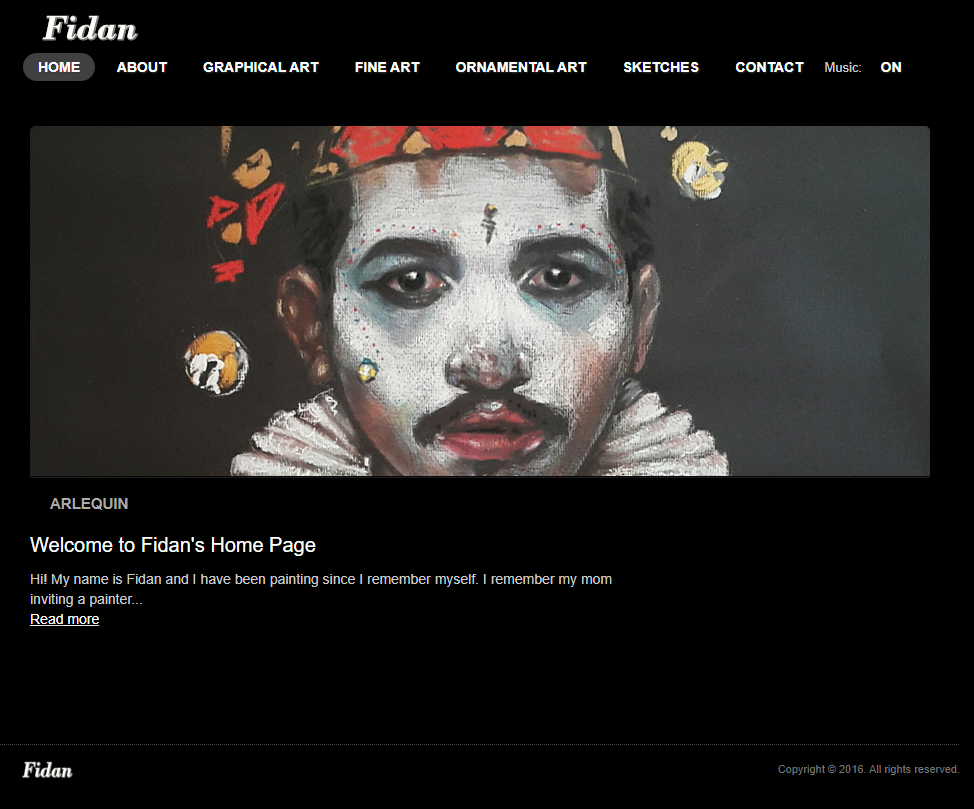 Fidan
HOME ABOUT GRAPHICAL ART FINE ART ORNAMENTAL ART SKETCHES CONTACT Music: ON
ARLEQUIN
Welcome to Fidan's Home Page
Hi! My name is Fidan and I have been painting since I remember myself. I remember my mom
inviting a painter...
Read more
Fidan
Copyright © 2016. All rights reserved.